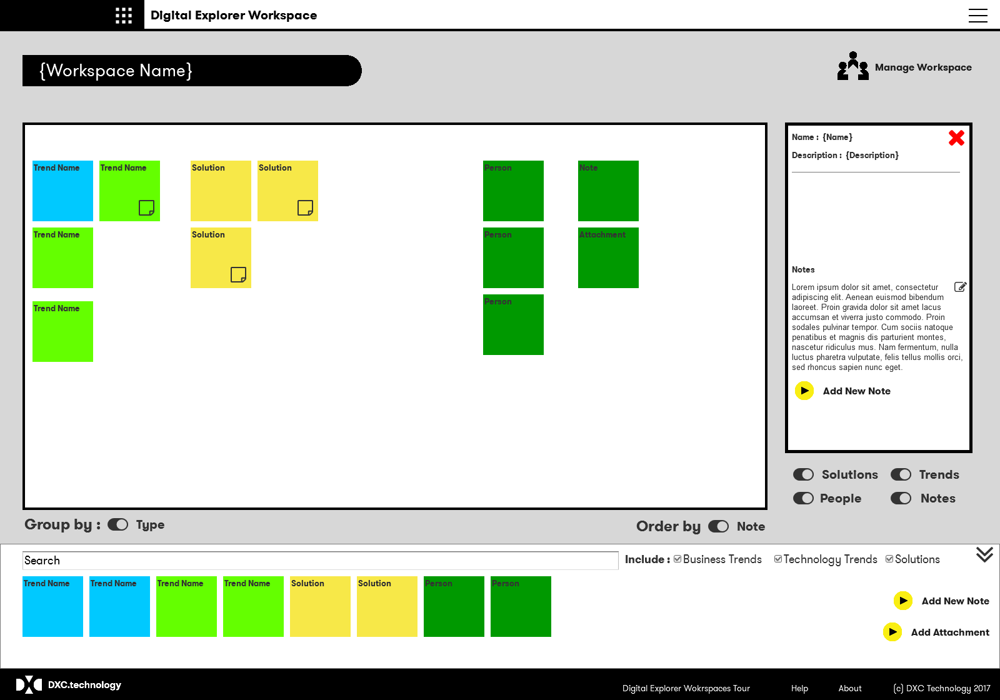 Digital Explorer Workspace
{Workspace Name}
Manage Workspace
Trend Name
Trend Name
Solution
Solution
Person
Note
Trend Name
Solution
Person
Attachment
Trend Name
Person
Name : {Name}
Description : {Description}
Notes
Lorem ipsum dolor sit amet, consectetur
adipiscing elit. Aenean euismod bibendum
laoreet. Proin gravida dolor sit amet lacus
accumsan et viverra justo commodo. Proin
sodales pulvinar tempor. Cum sociis natoque
penatibus et magnis dis parturient montes,
nascetur ridiculus mus. Nam fermentum, nulla
luctus pharetra vulputate, felis tellus mollis orci,
sed rhoncus sapien nunc eget.
Add New Note
Solutions
Trends
People
Notes
Group by :
Type
Order by
Note
Search
Include :
Business Trends
Technology Trends
Solutions
Trend Name
Trend Name
Trend Name
Trend Name
Solution
Solution
Person
Person
Add New Note
Add Attachment
DXC.technology
Digital Explorer Wokrspaces Tour
Help
About
(c) DXC Technology 2017